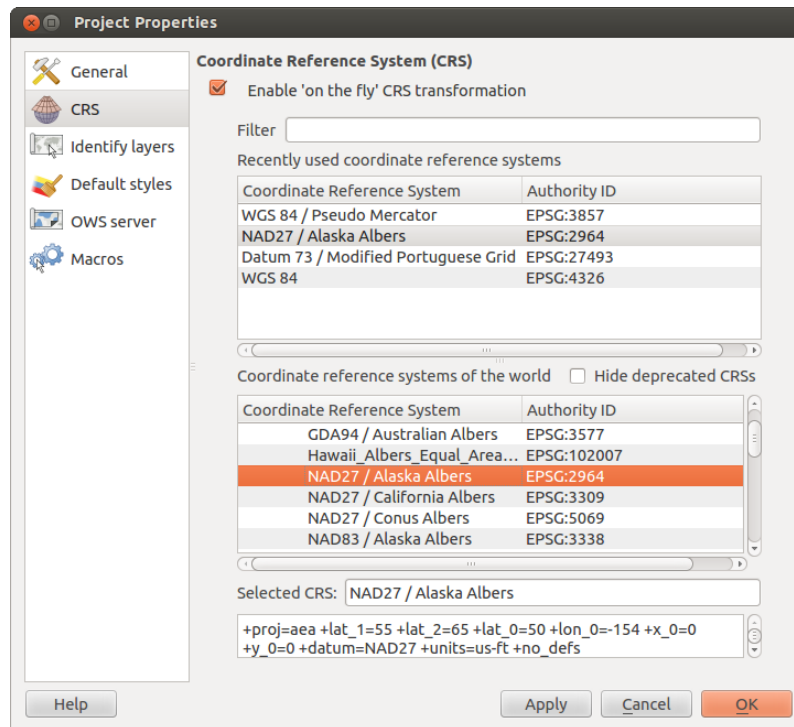 Project Properties
General
CRS
Identify layers
Default styles
OWS server
Macros
Coordinate Reference System (CRS)
Enable 'on the fly' CRS transformation
Filter
Recently used coordinate reference systems
Coordinate Reference System Authority ID
WGS 84 / Pseudo Mercator EPSG:3857
NAD27 / Alaska Albers EPSG:2964
Datum 73 / Modified Portuguese Grid EPSG:27493
WGS 84 EPSG:4326
Coordinate reference systems of the world Hide deprecated CRSs
Coordinate Reference System Authority ID
GDA94 / Australian Albers EPSG:3577
Hawaii_Albers_Equal_Area... EPSG:102007
NAD27 / Alaska Albers EPSG:2964
NAD27 / California Albers EPSG:3309
NAD27 / Conus Albers EPSG:5069
NAD83 / Alaska Albers EPSG:3338
Selected CRS: NAD27 / Alaska Albers
+proj=aea +lat_1=55 +lat_2=65 +lat_0=50 +lon_0=-154 +x_0=0
+y_0=0 +datum=NAD27 +units=us-ft +no_defs
Help Apply Cancel OK